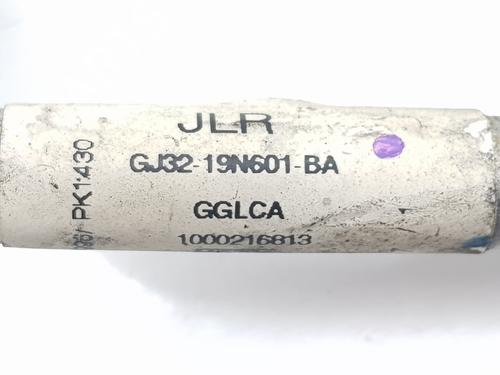 JLR
GJ32-19N601-BA
GGLCA
1000216813
PK1430